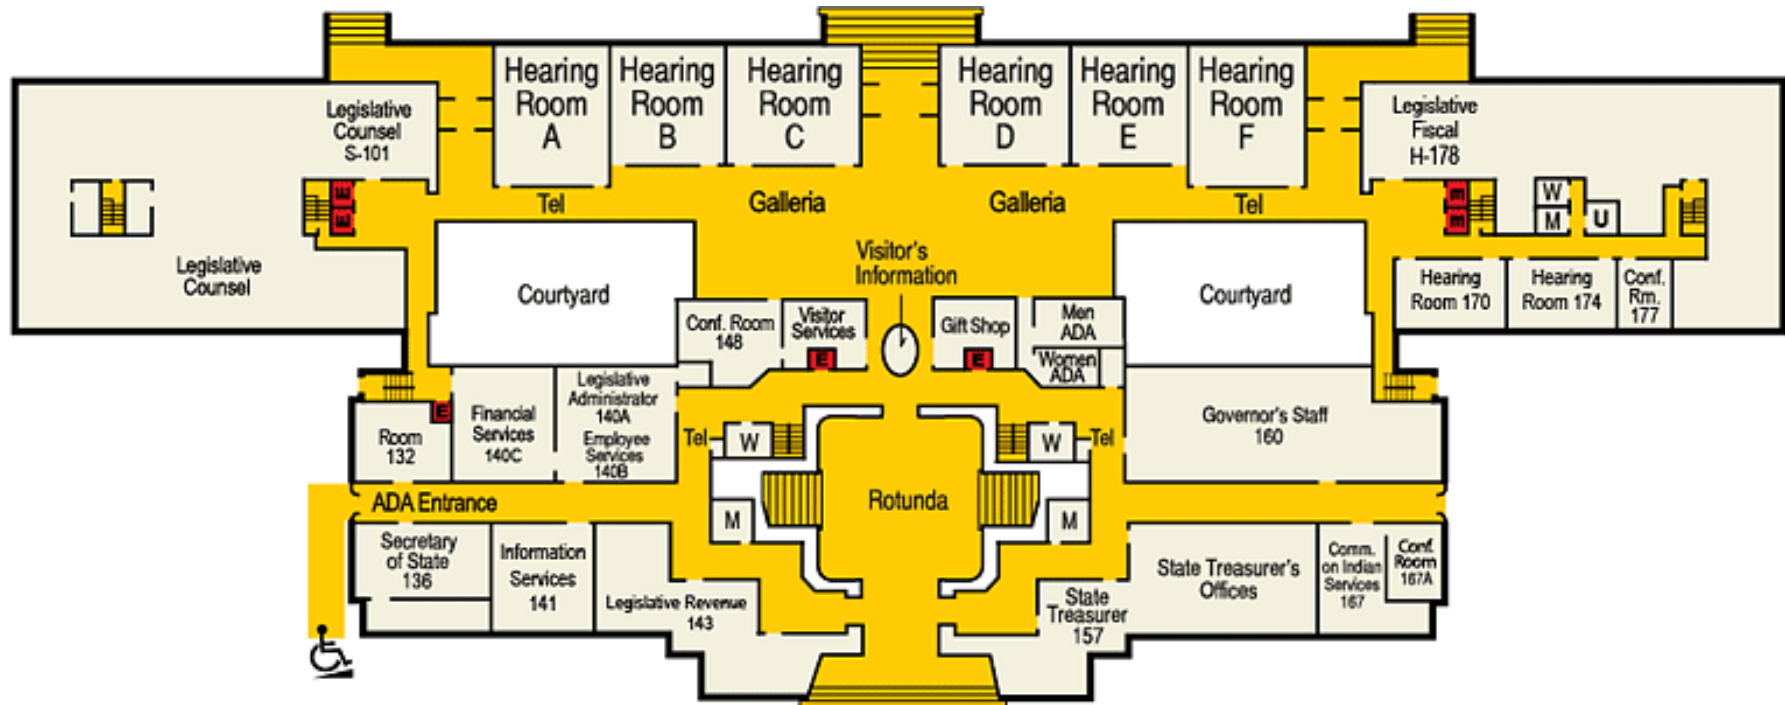 Hearing
Room
A
Hearing
Room
B
Hearing
Room
C
Hearing
Room
D
Hearing
Room
E
Hearing
Room
F
Legislative
Counsel
S-101
Legislative
Fiscal
H-178
E
E
Tel
Galleria
Galleria
Tel
E
E
W
M
U
Legislative
Counsel
Courtyard
Visitor's
Information
Courtyard
Hearing
Room 170
Hearing
Room 174
Conf.
Rm.
177
Conf. Room
148
Visitor
Services
E
Gift Shop
E
Men
ADA
Women
ADA
Room
132
E
Financial
Services
140C
Legislative
Administrator
140A
Employee
Services
140B
Tel
W
W
Tel
Governor's Staff
160
ADA Entrance
M
Rotunda
M
Secretary
of State
136
Information
Services
141
Legislative Revenue
143
State
Treasurer
157
State Treasurer's
Offices
Comm.
on Indian
Services
167
Conf.
Room
167A